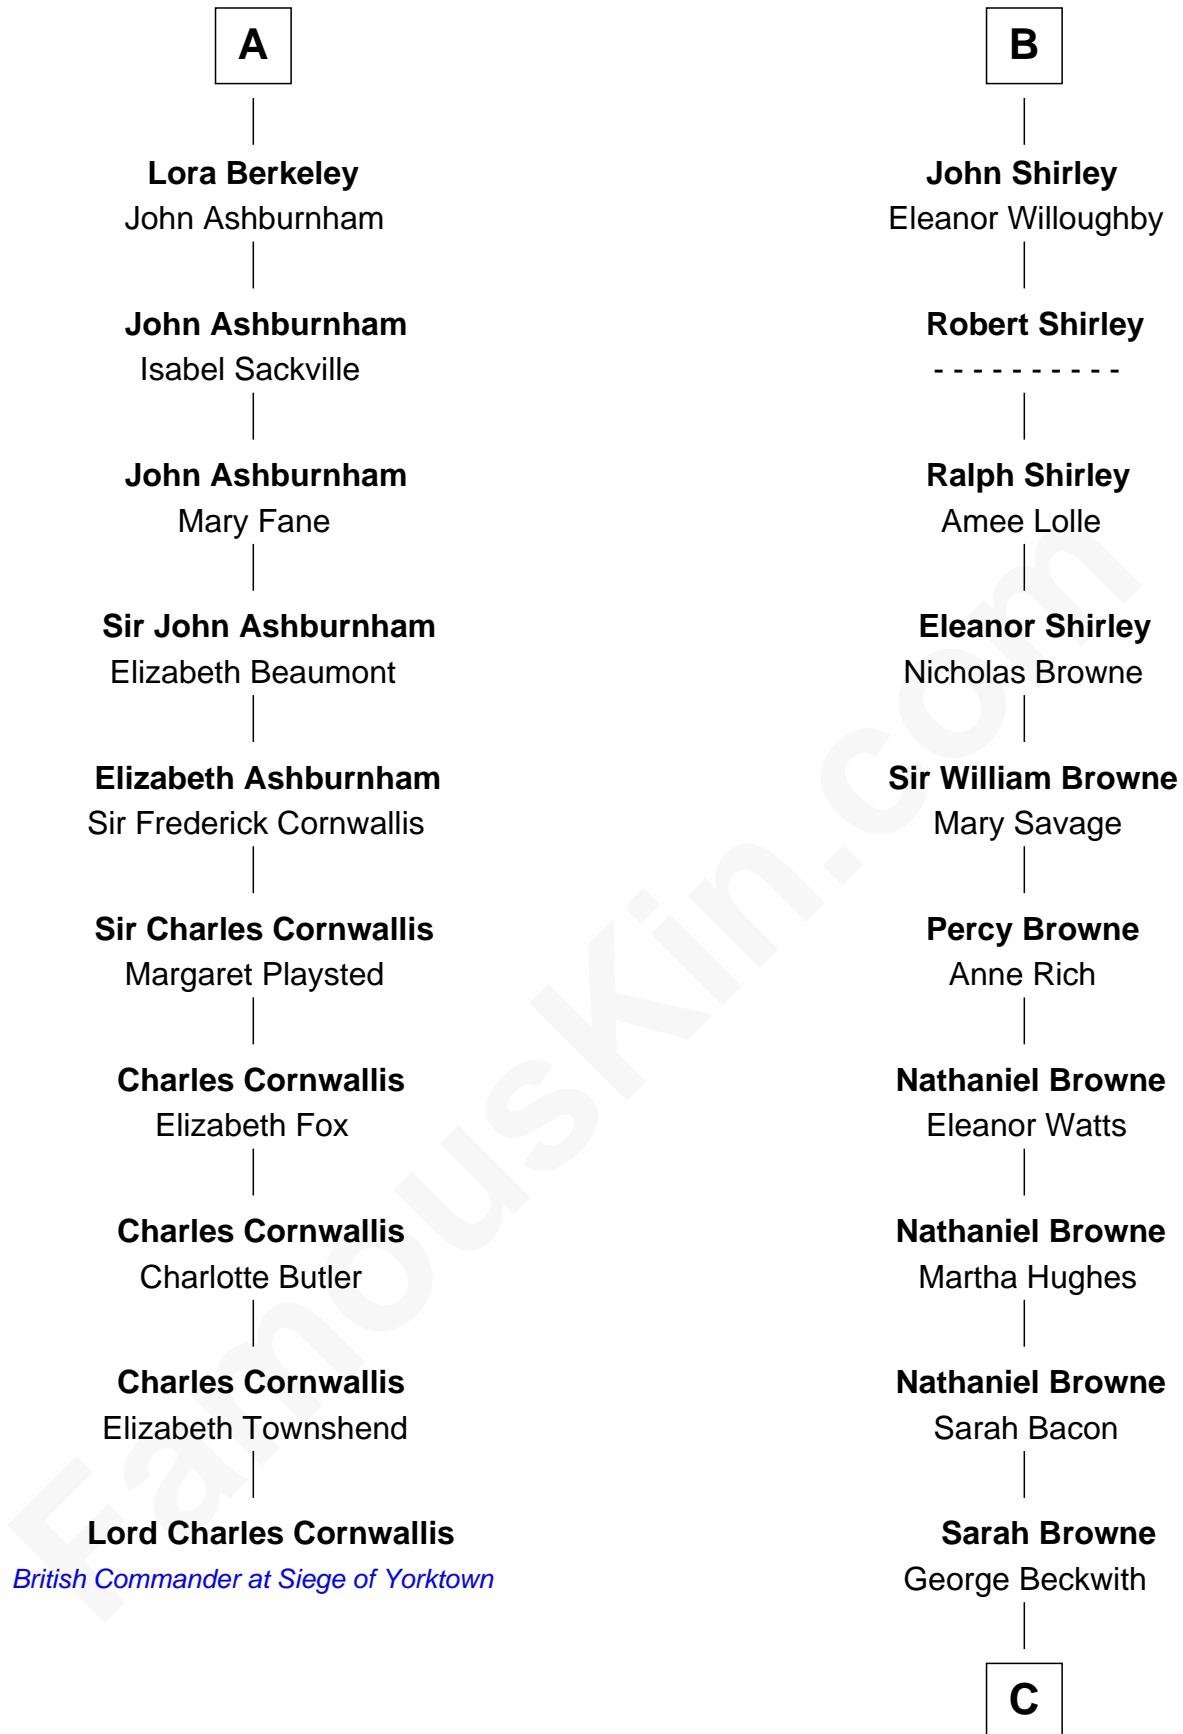 A
Lora Berkeley
John Ashburnham
John Ashburnham
Isabel Sackville
John Ashburnham
Mary Fane
Sir John Ashburnham
Elizabeth Beaumont
Elizabeth Ashburnham
Sir Frederick Cornwallis
Sir Charles Cornwallis
Margaret Playsted
Charles Cornwallis
Elizabeth Fox
Charles Cornwallis
Charlotte Butler
Charles Cornwallis
Elizabeth Townshend
Lord Charles Cornwallis
British Commander at Siege of Yorktown
B
John Shirley
Eleanor Willoughby
Robert Shirley
- - - - - - - - - -
Ralph Shirley
Amee Lolle
Eleanor Shirley
Nicholas Browne
Sir William Browne
Mary Savage
Percy Browne
Anne Rich
Nathaniel Browne
Eleanor Watts
Nathaniel Browne
Martha Hughes
Nathaniel Browne
Sarah Bacon
Sarah Browne
George Beckwith
C
FamousKin.com